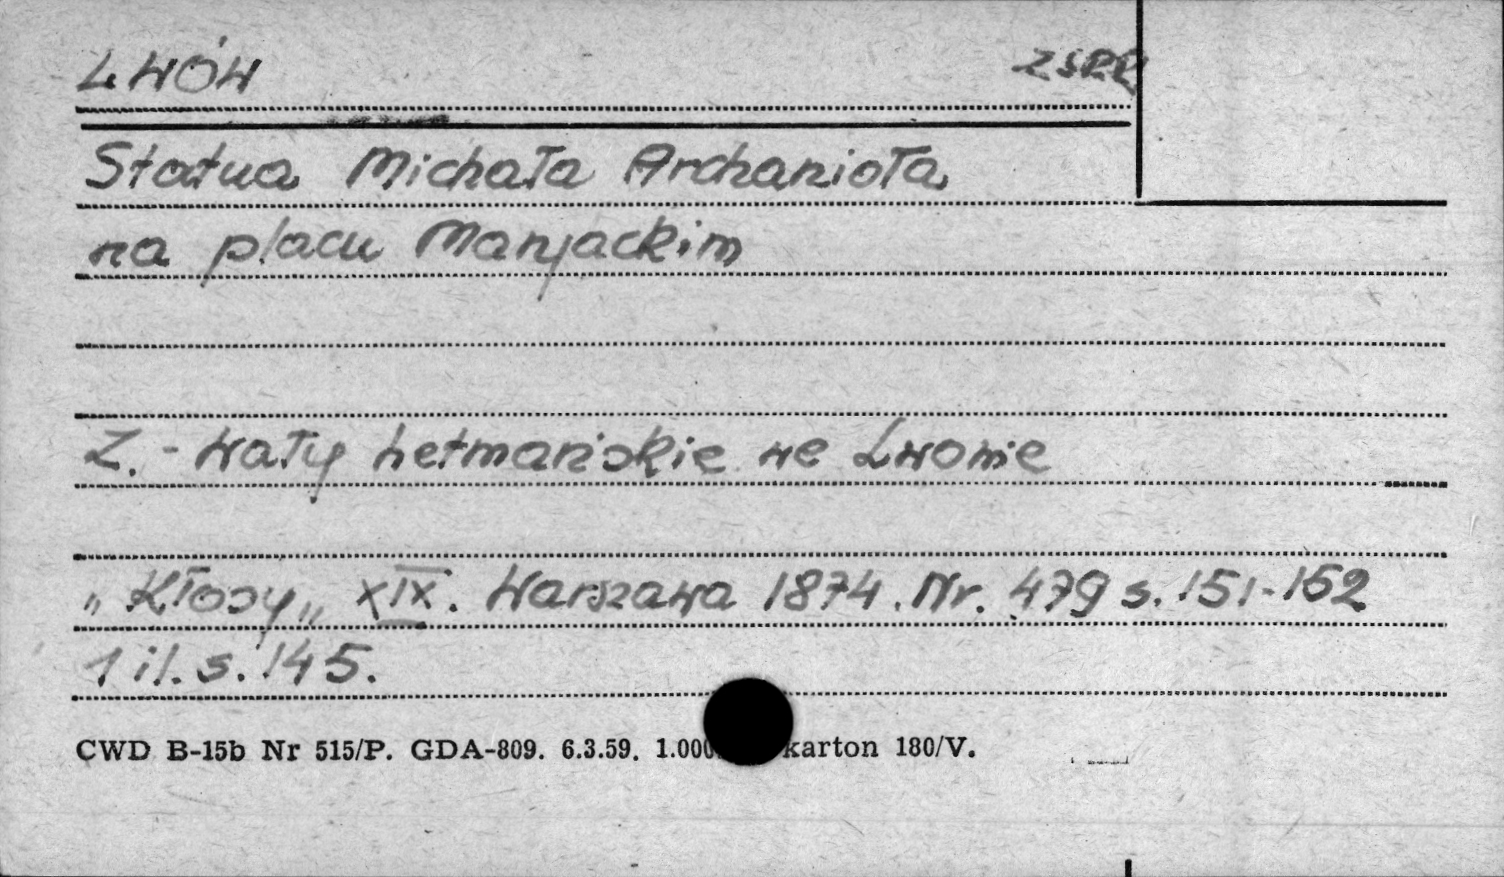 LWÓW ZSRR
Statua Michała Archanioła
na placu Marjackim
Z. - Wały hetmańskie we Lwowie
„Kłosy„ XIX. Warszawa 1874. Nr. 479 s. 151-152
1 il. s. 145.
CWD B-15b Nr 515/P. GDA-809. 6.3.59. 1.000. karton 180/V.